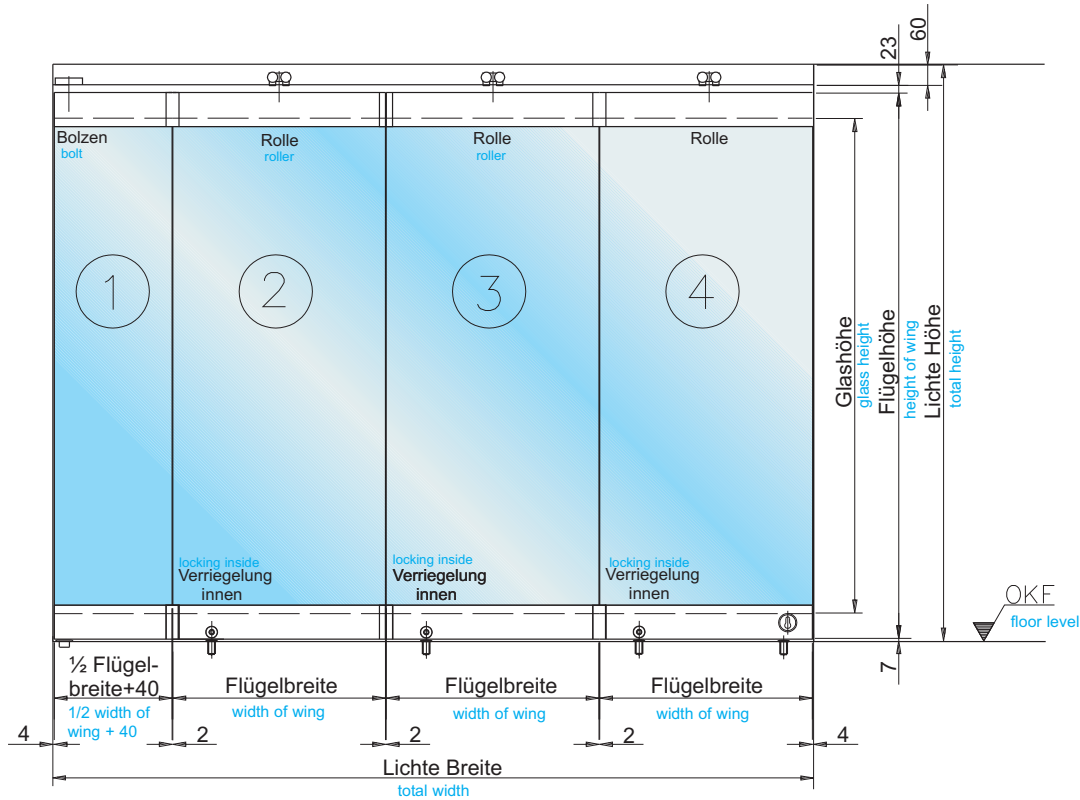 60
23
Bolzen
bolt
Rolle
roller
Rolle
roller
Rolle
1
2
3
4
Glashöhe
glass height
Flügelhöhe
height of wing
Lichte Höhe
total height
locking inside
Verriegelung
innen
locking inside
Verriegelung
innen
locking inside
Verriegelung
innen
OKF
floor level
7
½ Flügel-
breite+40
1/2 width of
wing + 40
Flügelbreite
width of wing
Flügelbreite
width of wing
Flügelbreite
width of wing
4
2
2
2
4
Lichte Breite
total width